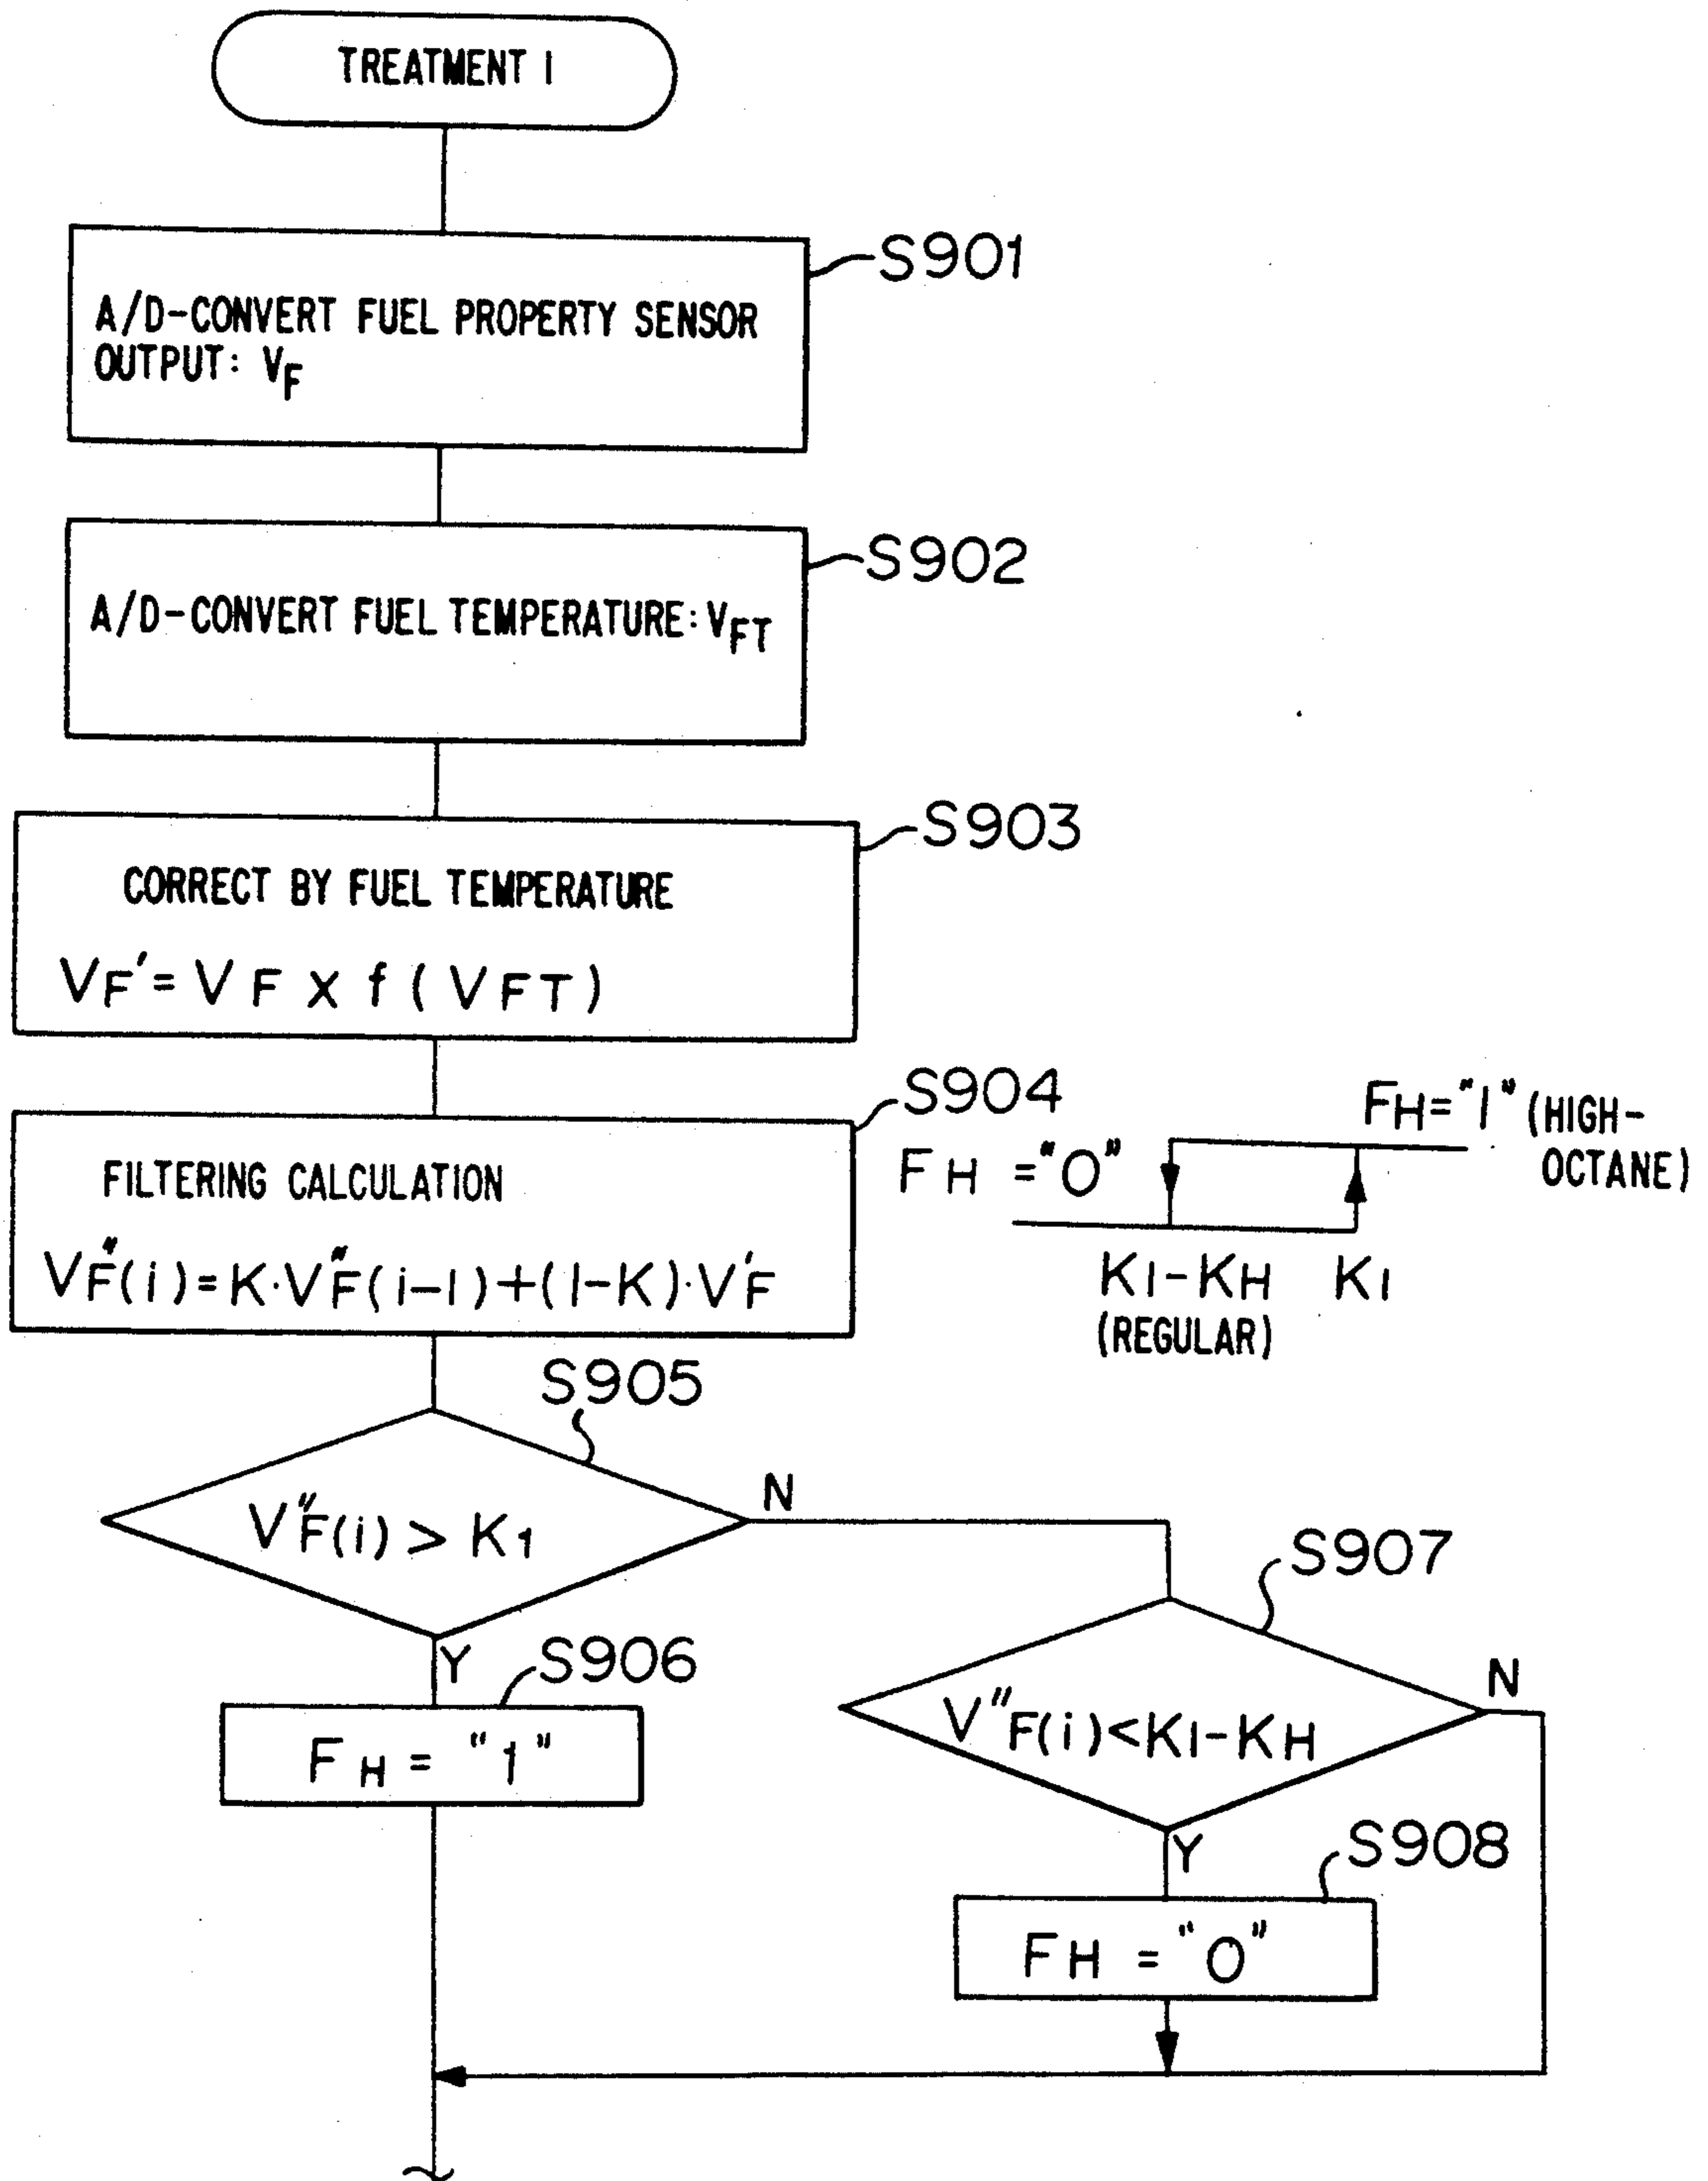 TREATMENT 1
S901
A/D-CONVERT FUEL PROPERTY SENSOR
OUTPUT: VF
S902
A/D-CONVERT FUEL TEMPERATURE: VFT
S903
CORRECT BY FUEL TEMPERATURE
VF' = VF x f (VFT)
S904
FILTERING CALCULATION
VF"(i) = K·VF"(i-1)+(1-K)·VF'
FH = "0"
FH = "1" (HIGH-
OCTANE)
K1-KH K1
(REGULAR)
S905
V"F(i) > K1
N
Y
S906
FH = "1"
S907
V"F(i) < K1-KH
N
Y
S908
FH = "0"